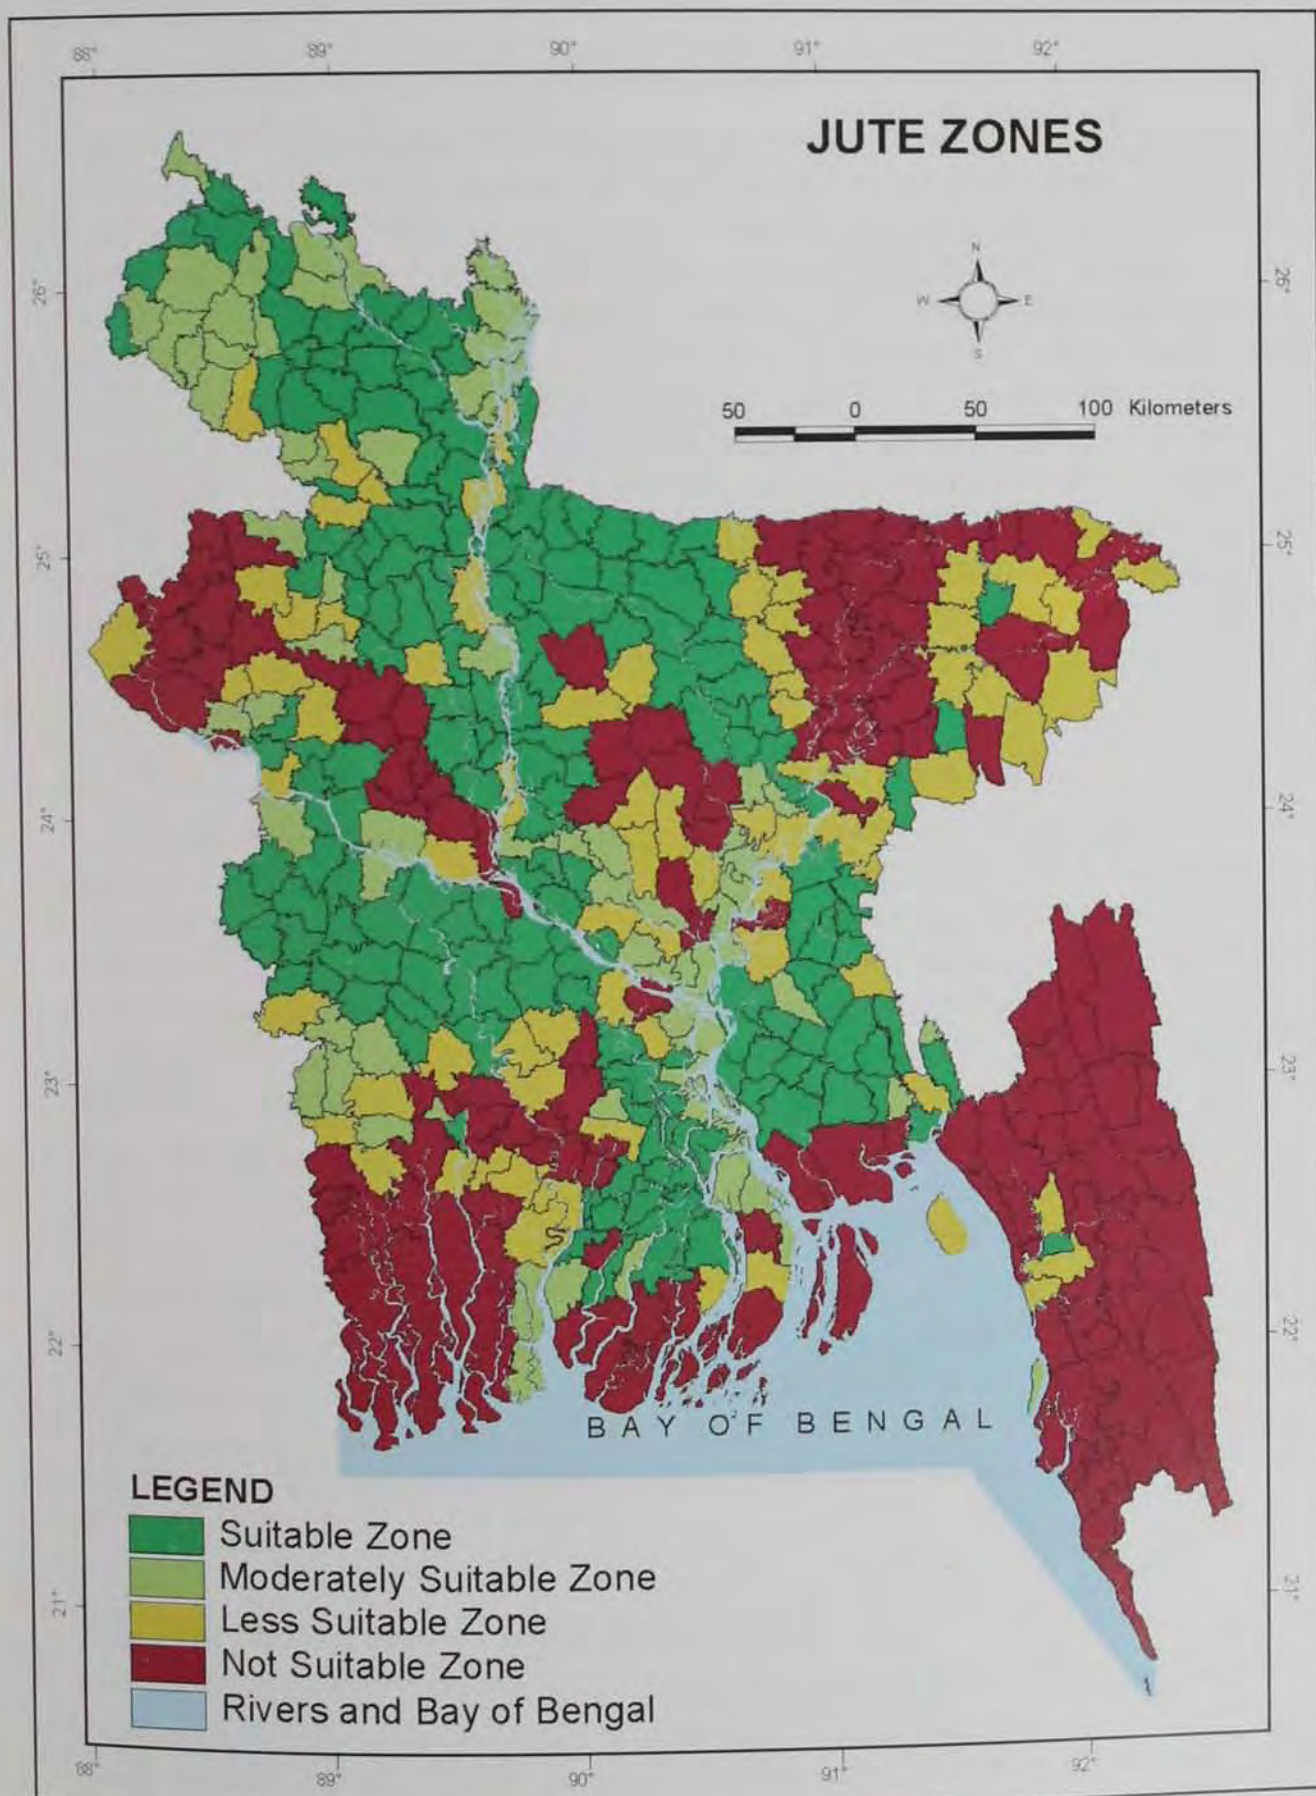 88° 89° 90° 91° 92°
JUTE ZONES
N
W E
S
26° 26°
50 0 50 100 Kilometers
25° 25°
24° 24°
23° 23°
22° 22°
BAY OF BENGAL
LEGEND
Suitable Zone
Moderately Suitable Zone
Less Suitable Zone
Not Suitable Zone
Rivers and Bay of Bengal
21° 21°
88° 89° 90° 91° 92°